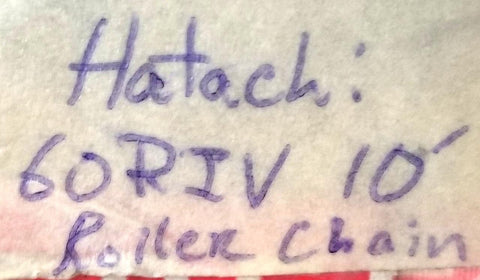 Hatach:
60RIV 10'
Roller Chain